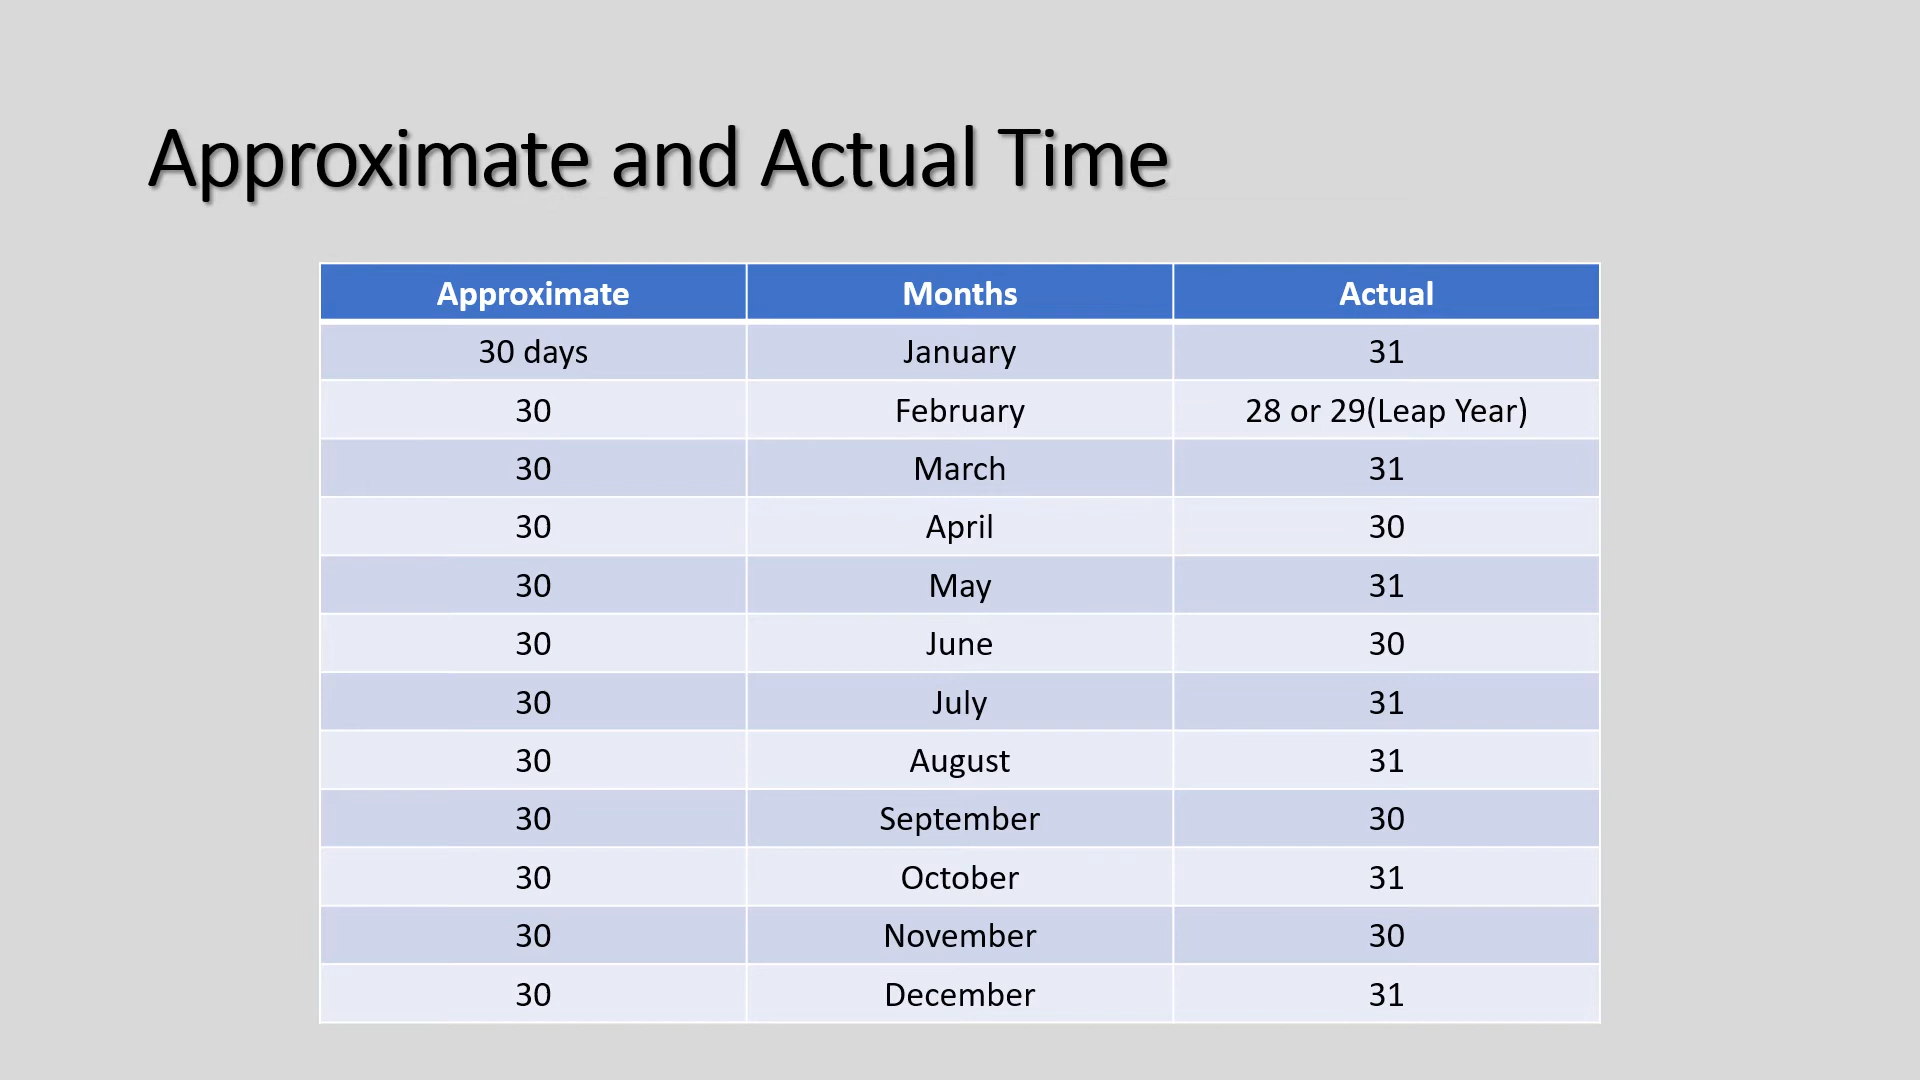 Approximate and Actual Time
Approximate Months Actual
30 days January 31
30 February 28 or 29(Leap Year)
30 March 31
30 April 30
30 May 31
30 June 30
30 July 31
30 August 31
30 September 30
30 October 31
30 November 30
30 December 31